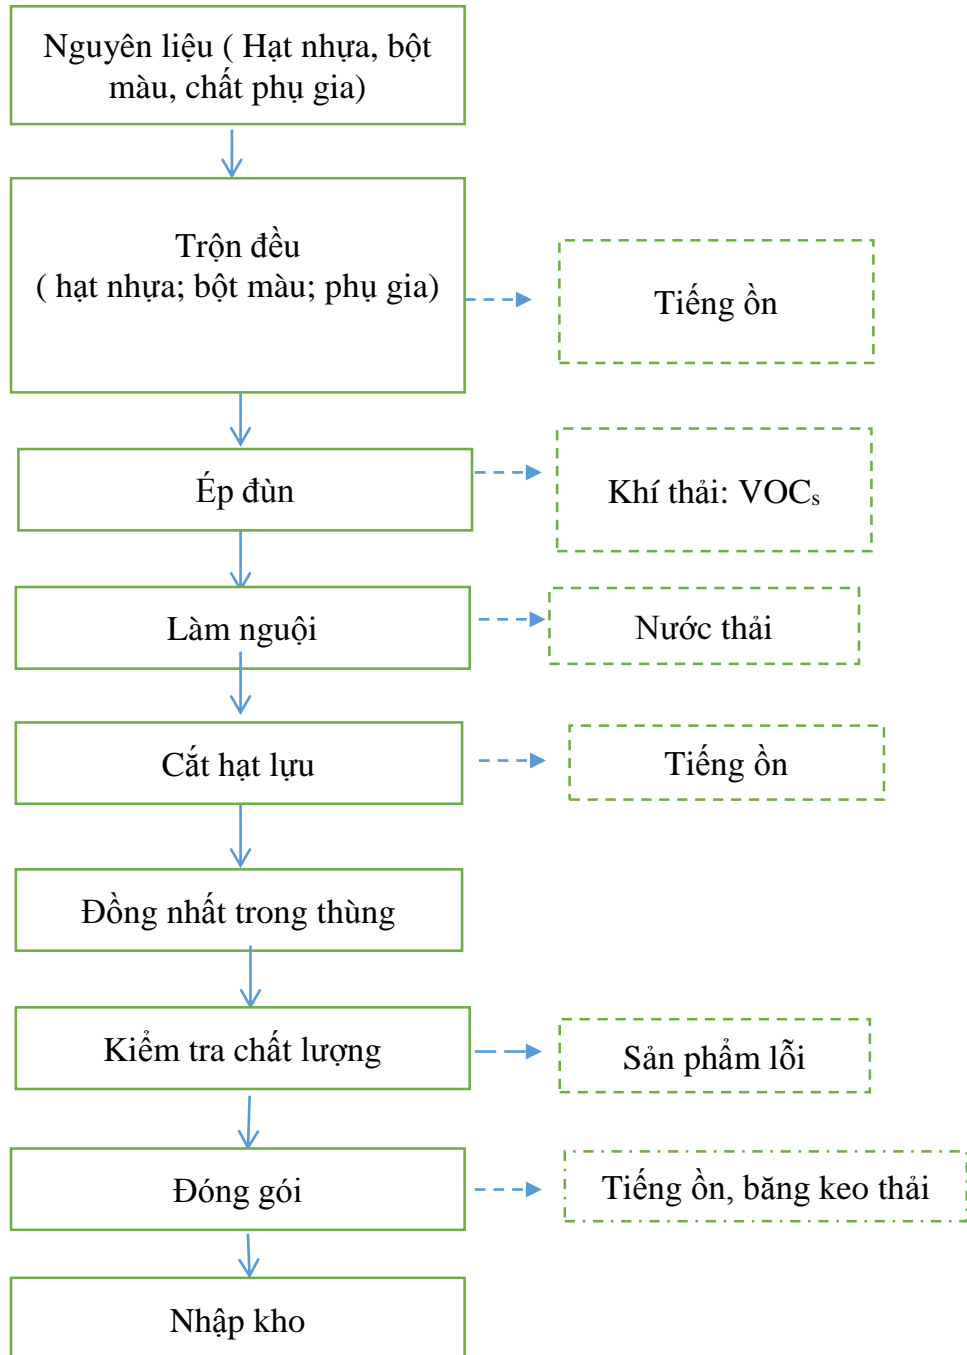 Nguyên liệu ( Hạt nhựa, bột
màu, chất phụ gia)
Trộn đều
( hạt nhựa; bột màu; phụ gia)
Tiếng ồn
Ép đùn
Khí thải: VOCs
Làm nguội
Nước thải
Cắt hạt lựu
Tiếng ồn
Đồng nhất trong thùng
Kiểm tra chất lượng
Sản phẩm lỗi
Đóng gói
Tiếng ồn, băng keo thải
Nhập kho